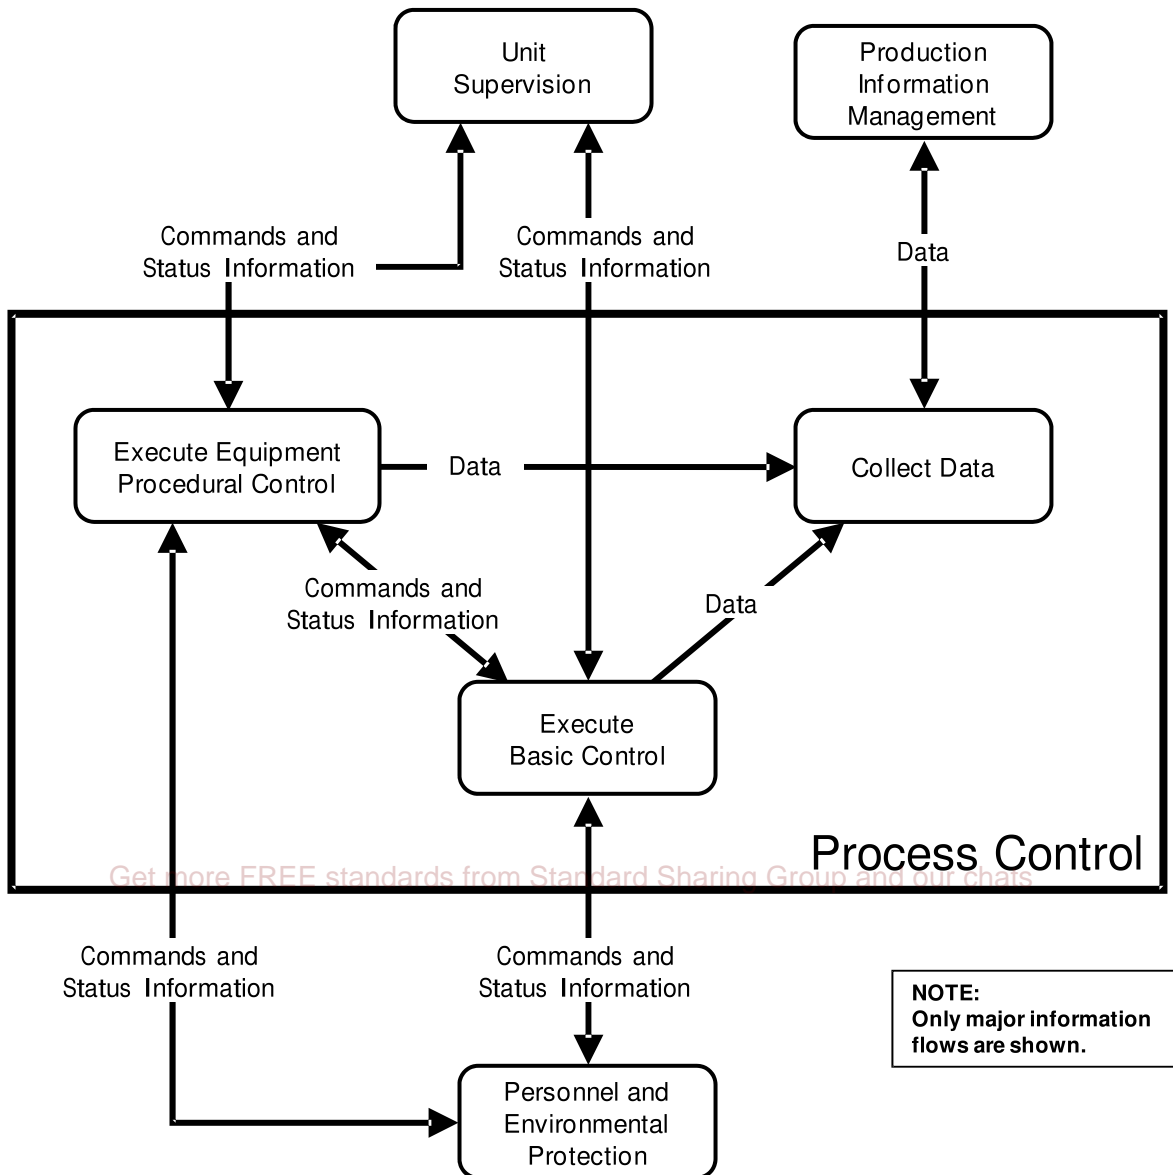 Unit
Supervision
Production
Information
Management
Commands and
Status Information
Commands and
Status Information
Data
Execute Equipment
Procedural Control
Data
Collect Data
Commands and
Status Information
Data
Execute
Basic Control
Process Control
Get more FREE standards from Standard Sharing Group and our chats
Commands and
Status Information
Commands and
Status Information
NOTE:
Only major information
flows are shown.
Personnel and
Environmental
Protection